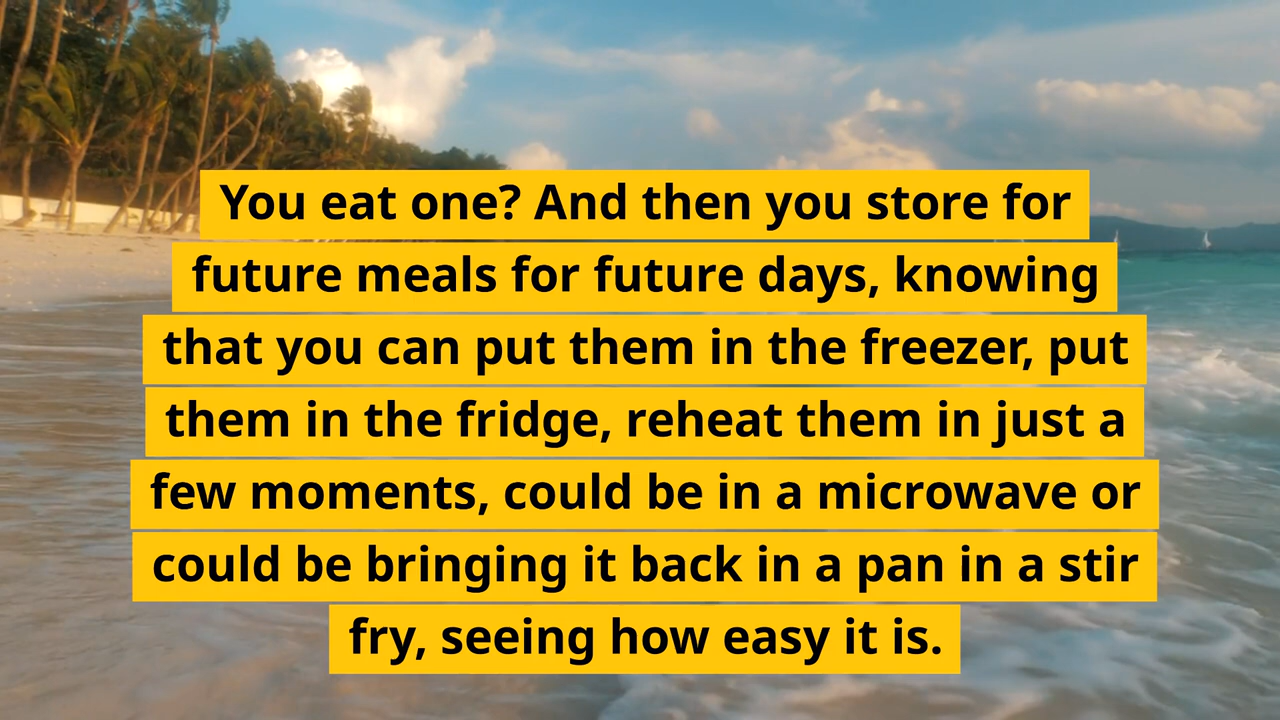 You eat one? And then you store for
future meals for future days, knowing
that you can put them in the freezer, put
them in the fridge, reheat them in just a
few moments, could be in a microwave or
could be bringing it back in a pan in a stir
fry, seeing how easy it is.